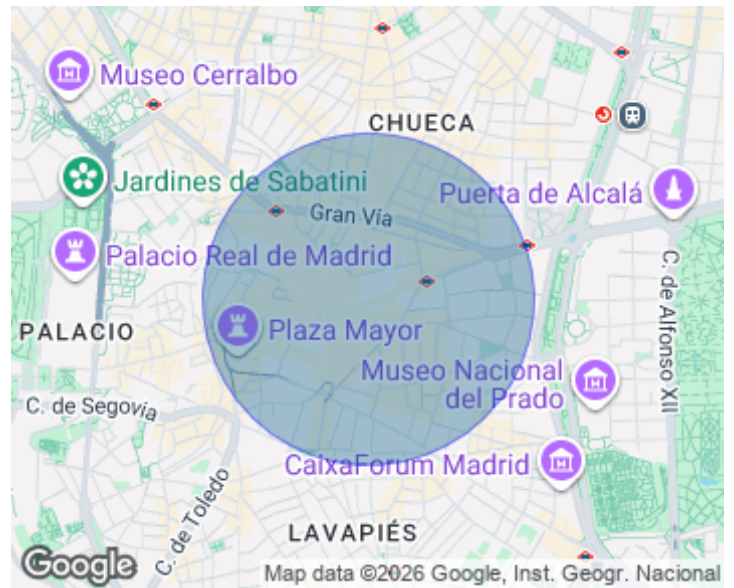 Museo Cerralbo
CHUECA
Jardines de Sabatini
Puerta de Alcalá
Gran Vía
Palacio Real de Madrid
C. de Alfonso XII
PALACIO
Plaza Mayor
Museo Nacional
del Prado
C. de Segovia
CaixaForum Madrid
C. de Toledo
LAVAPIÉS
Google
Map data ©2026 Google, Inst. Geogr. Nacional